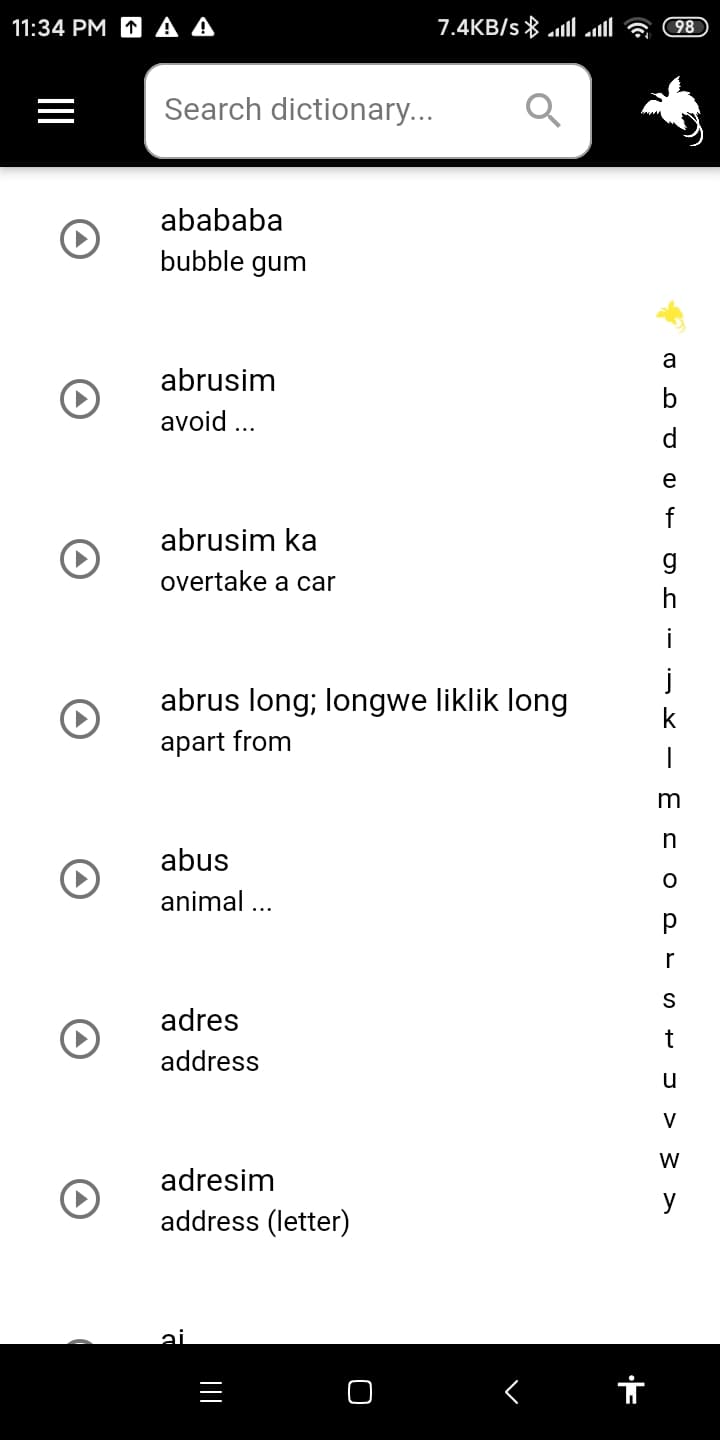 11:34 PM 7.4KB/s 98
Search dictionary...
abababa
bubble gum
abrusim
avoid ...
abrusim ka
overtake a car
abrus long; longwe liklik long
apart from
abus
animal ...
adres
address
adresim
address (letter)
ai
a
b
d
e
f
g
h
i
j
k
l
m
n
o
p
r
s
t
u
v
w
y